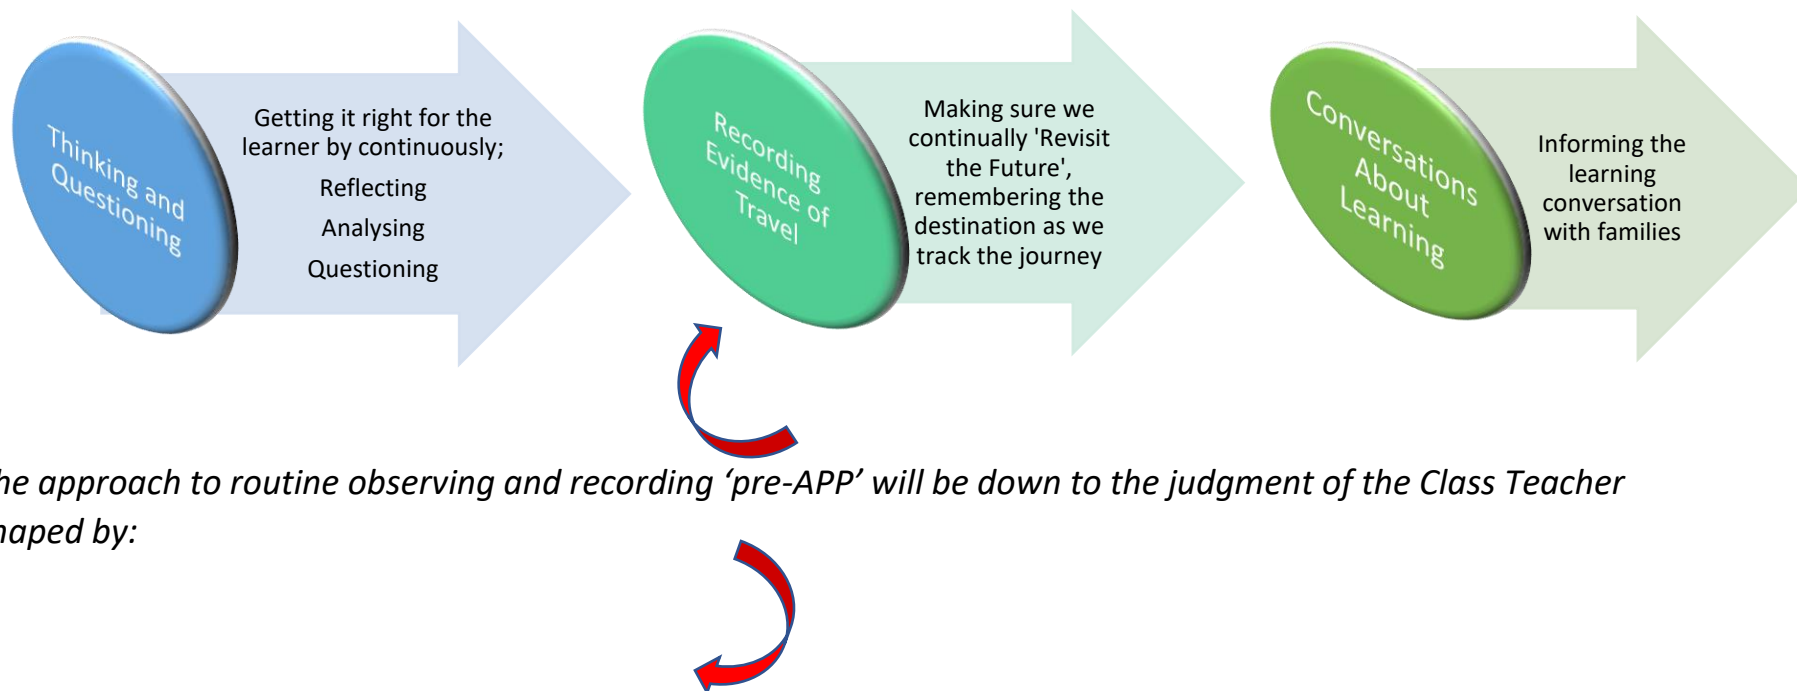 Thinking and
Questioning
Getting it right for the
learner by continuously;
Reflecting
Analysing
Questioning
Recording
Evidence of
Travel
Making sure we
continually 'Revisit
the Future',
remembering the
destination as we
track the journey
Conversations
About
Learning
Informing the
learning
conversation
with families
he approach to routine observing and recording ‘pre-APP’ will be down to the judgment of the Class Teacher
haped by: